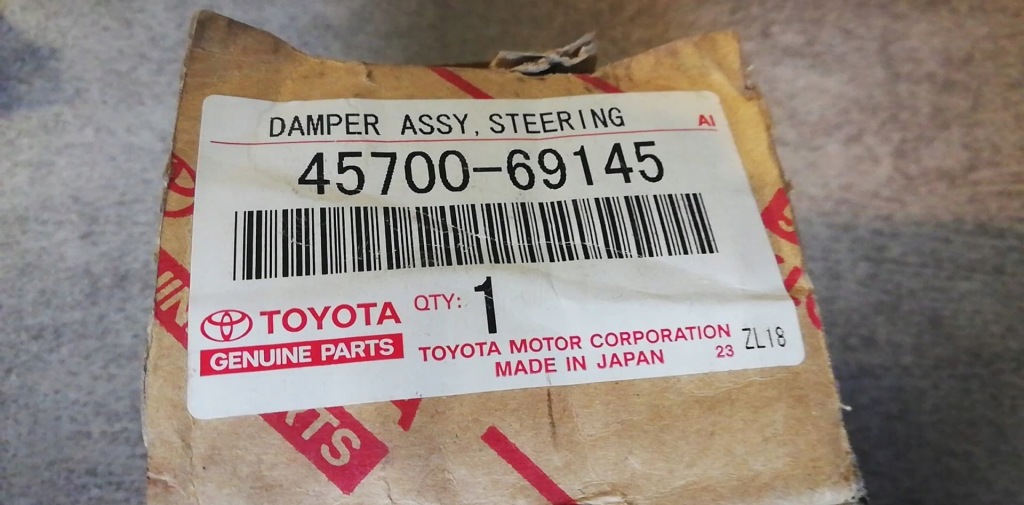 DAMPER ASSY, STEERING
AI
45700-69145
TOYOTA
GENUINE PARTS
QTY: 1
TOYOTA MOTOR CORPORATION
MADE IN JAPAN
23
ZL18